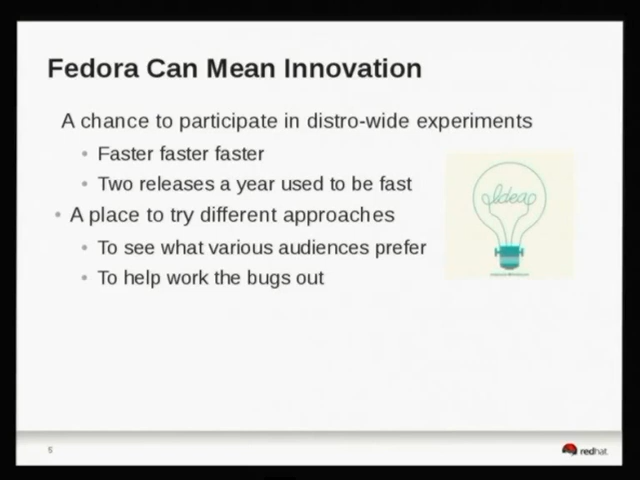 Fedora Can Mean Innovation
A chance to participate in distro-wide experiments
Faster faster faster
Two releases a year used to be fast
A place to try different approaches
To see what various audiences prefer
To help work the bugs out
Idea
5
redhat